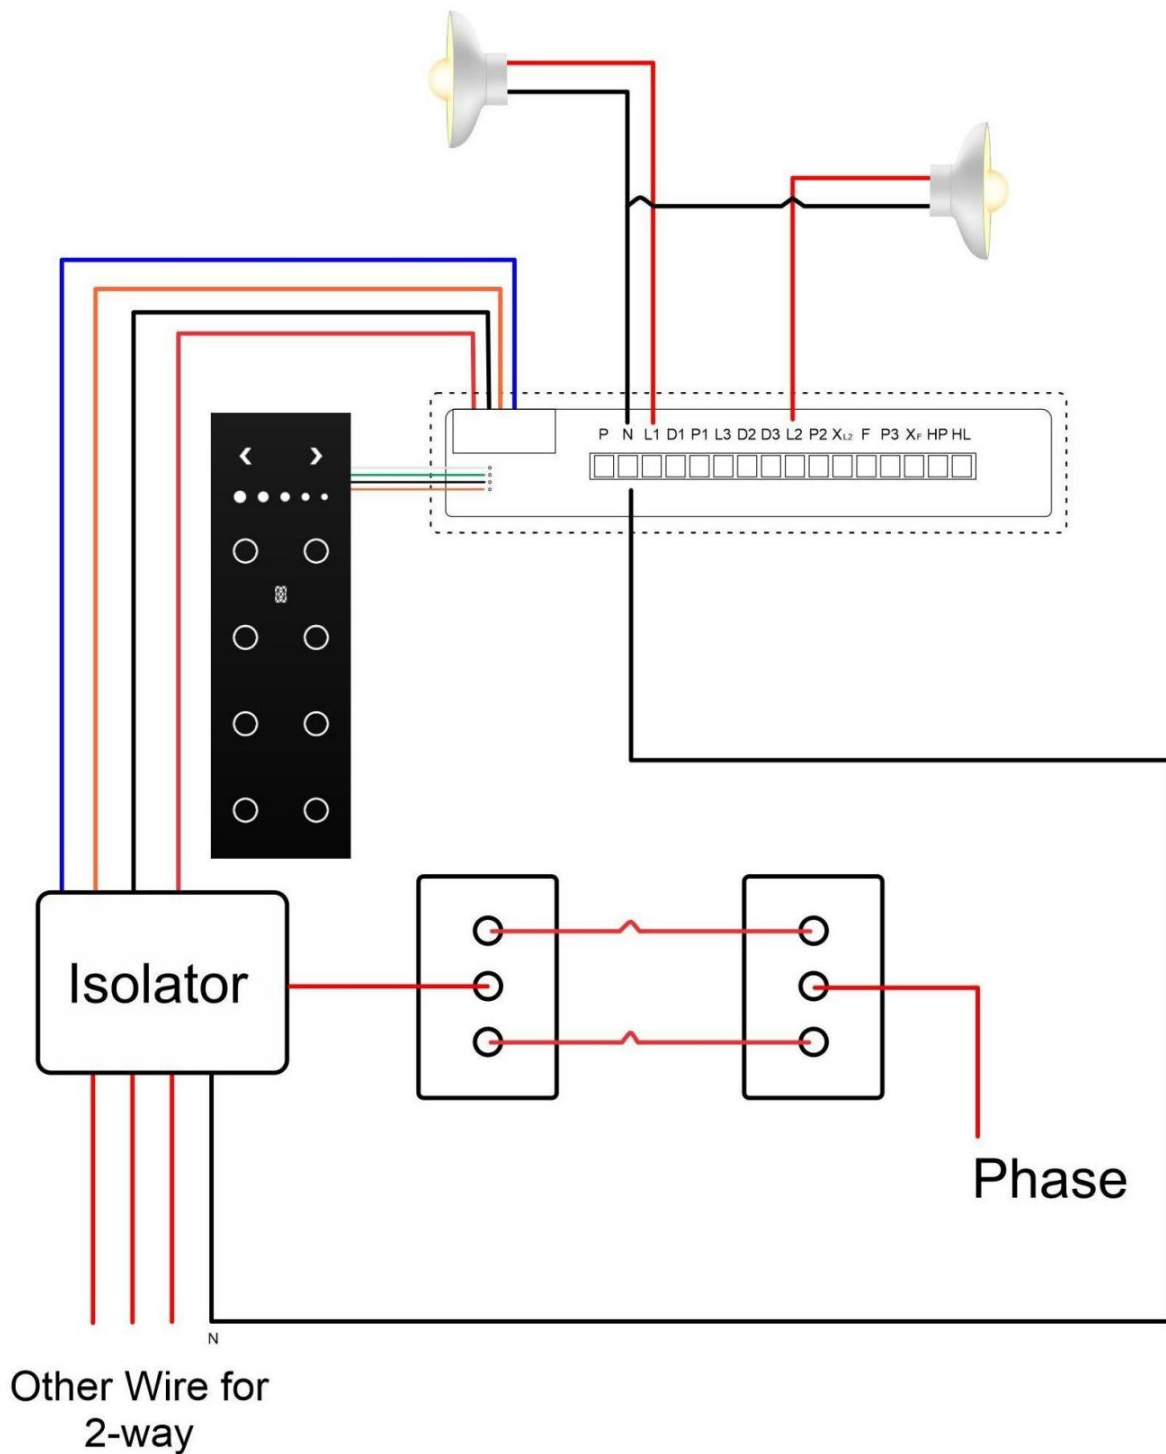 P N L1 D1 P1 L3 D2 D3 L2 P2 XL2 F P3 XF HP HL
Isolator
Phase
N
Other Wire for
2-way